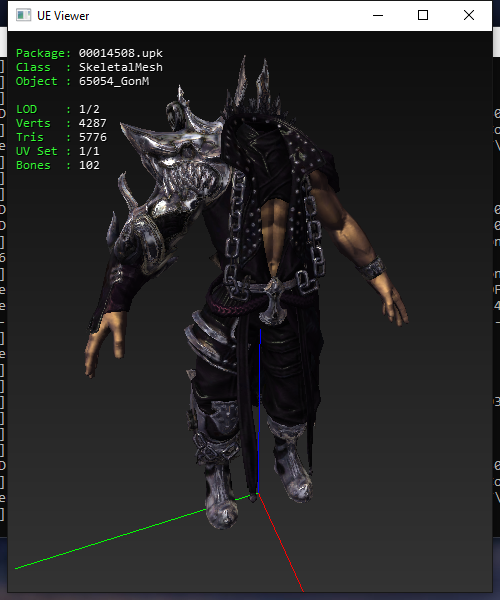 UE Viewer
Package: 00014508.upk
Class  : SkeletalMesh
Object : 65054_GonM
LOD    : 1/2
Verts  : 4287
Tris   : 5776
UV Set : 1/1
Bones  : 102